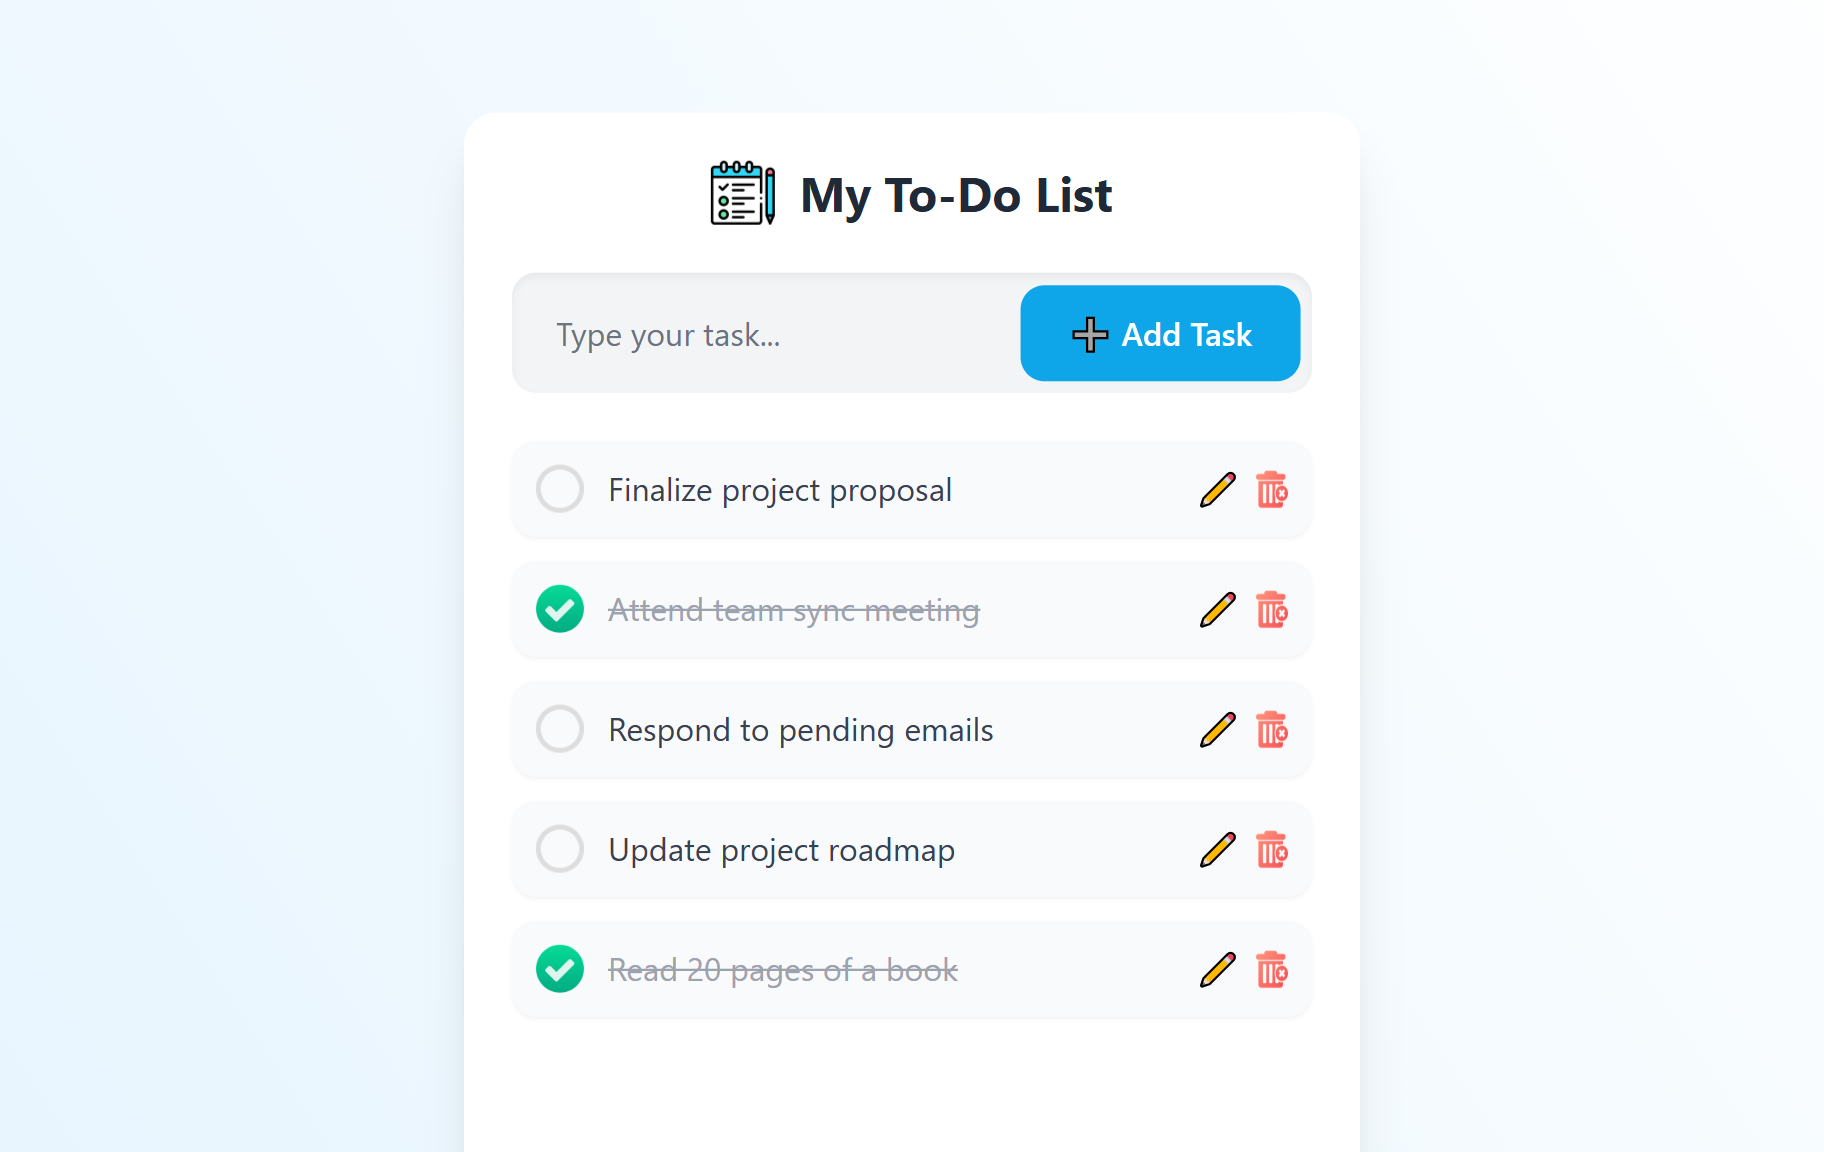 My To-Do List
Type your task...
Add Task
Finalize project proposal
Attend team sync meeting
Respond to pending emails
Update project roadmap
Read 20 pages of a book